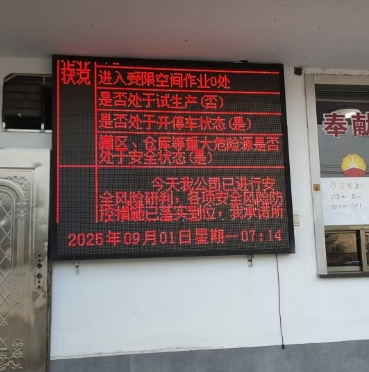 状况
进入受限空间作业0处
是否处于试生产(否)
是否处于开停车状态(是)
罐区、仓库等重大危险源是否
处于安全状态(是)
今天我公司已进行安
全风险研判，各项安全风险防
控措施已落实到位，我承诺所
2025年09月01日星期一07:14
奉献